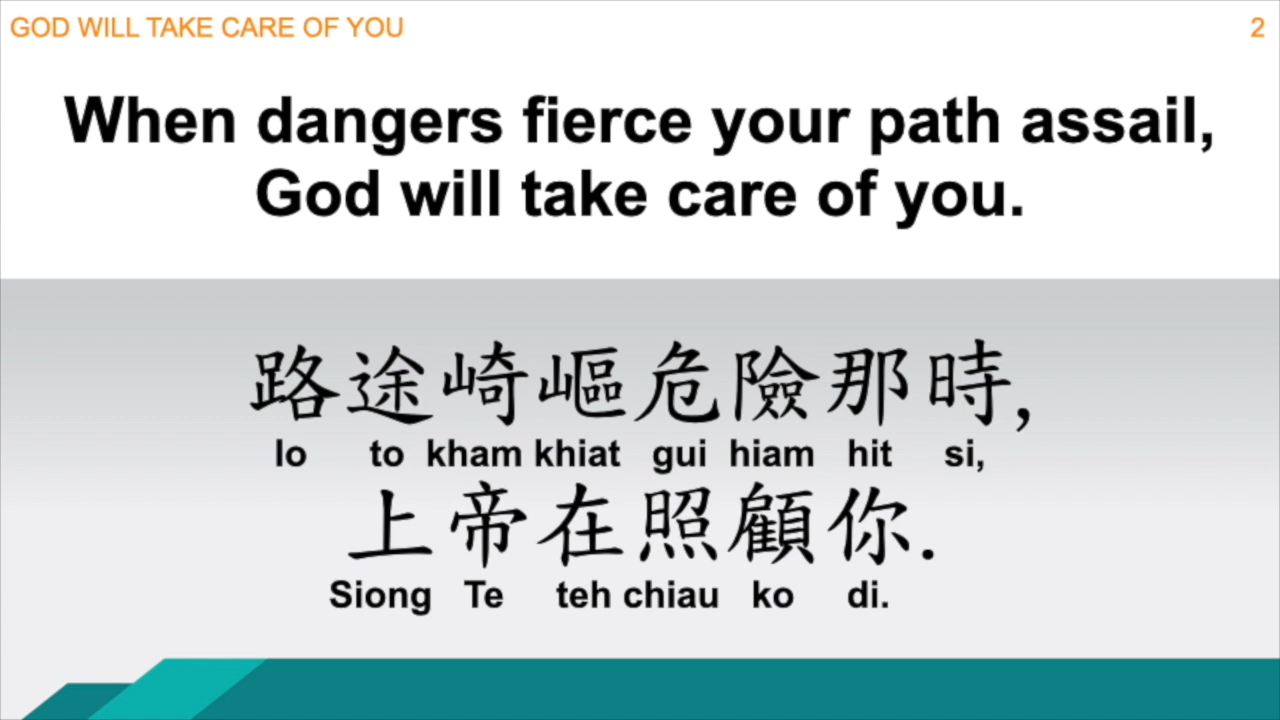 GOD WILL TAKE CARE OF YOU
2
When dangers fierce your path assail,
God will take care of you.
路途崎嶇危險那時,
lo to kham khiat gui hiam hit si,
上帝在照顧你.
Siong Te teh chiau ko di.